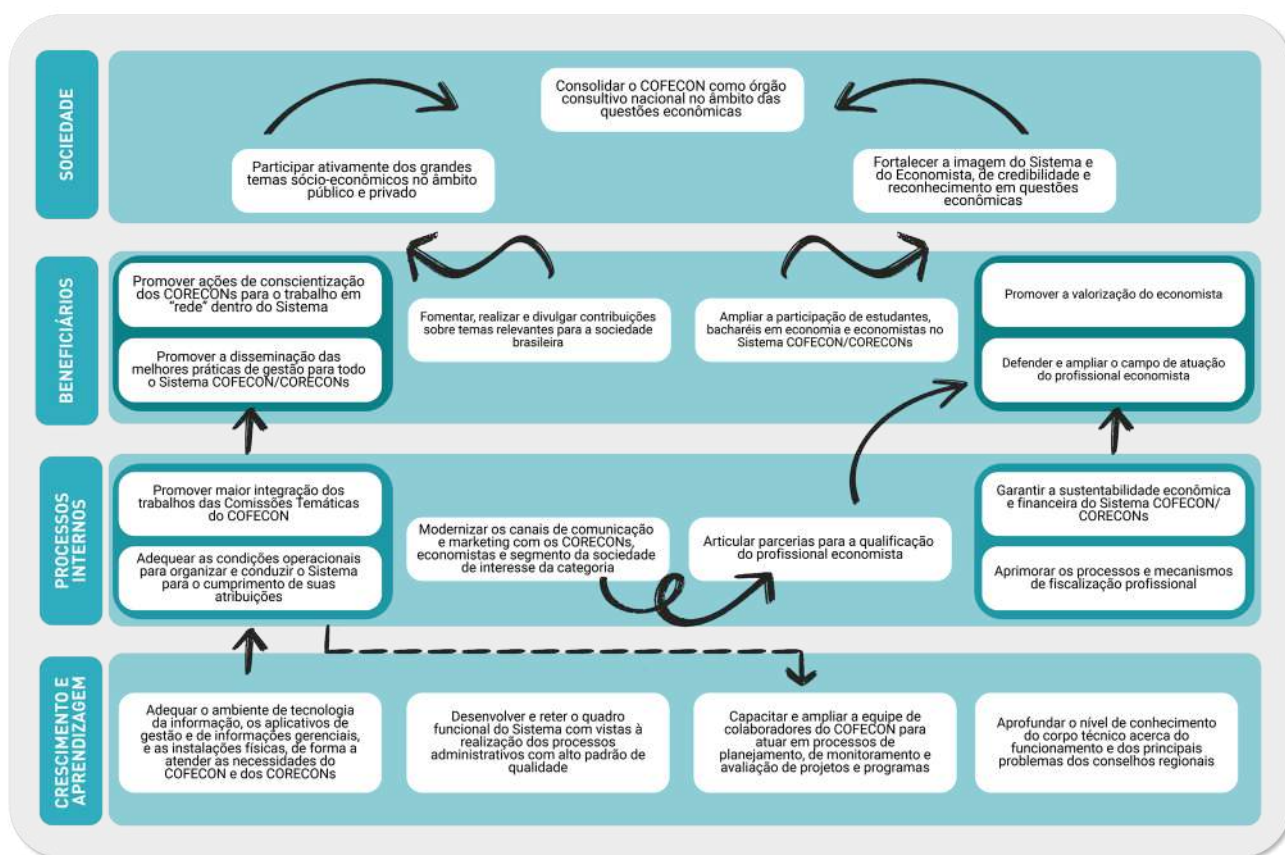 SOCIEDADE
Consolidar o COFECON como órgão
consultivo nacional no âmbito das
questões econômicas
Participar ativamente dos grandes
temas sócio-econômicos no âmbito
público e privado
Fortalecer a imagem do Sistema e
do Economista, de credibilidade e
reconhecimento em questões
econômicas
BENEFICIÁRIOS
Promover ações de conscientização
dos CORECONs para o trabalho em
“rede” dentro do Sistema
Promover a disseminação das
melhores práticas de gestão para todo
o Sistema COFECON/CORECONs
Fomentar, realizar e divulgar contribuições
sobre temas relevantes para a sociedade
brasileira
Ampliar a participação de estudantes,
bacharéis em economia e economistas no
Sistema COFECON/CORECONs
Promover a valorização do economista
Defender e ampliar o campo de atuação
do profissional economista
PROCESSOS
INTERNOS
Promover maior integração dos
trabalhos das Comissões Temáticas
do COFECON
Adequear as condições operacionais
para organizar e conduzir o Sistema
para o cumprimento de suas
atribuições
Modernizar os canais de comunicação
e marketing com os CORECONs,
economistas e segmento da sociedade
de interesse da categoria
Articular parcerias para a qualificação
do profissional economista
Garantir a sustentabilidade econômica
e financeira do Sistema COFECON/
CORECONs
Aprimorar os processos e mecanismos
de fiscalização profissional
CRESCIMENTO E
APRENDIZAGEM
Adequar o ambiente de tecnologia
da informação, os aplicativos de
gestão e de informações gerenciais,
e as instalações físicas, de forma a
atender as necesidades do
COFECON e dos CORECONs
Desenvolver e reter o quadro
funcional do Sistema com vistas à
realização dos processos
administrativos com alto padrão de
qualidade
Capacitar e ampliar a equipe de
colaboradores do COFECON para
atuar em processos de
planejamento, de monitoramento e
avaliação de projetos e programas
Aprofundar o nível de conhecimento
do corpo técnico acerca do
funcionamento e dos principais
problemas dos conselhos regionais